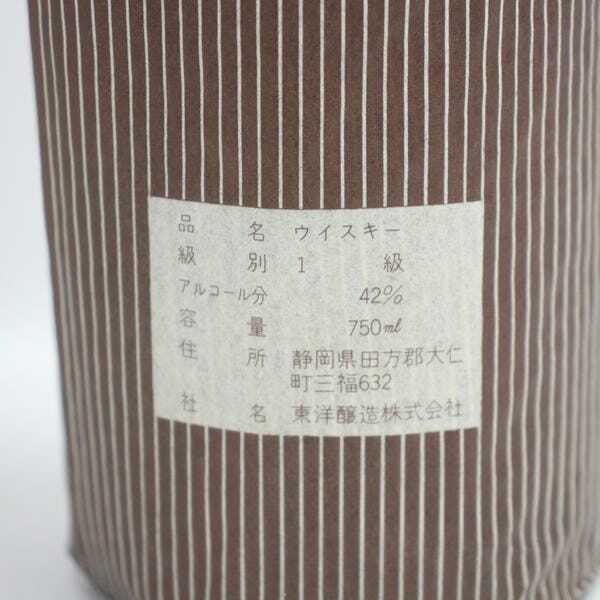 品名 ウイスキー
級別 1級
アルコール分 42%
容量 750ml
住所 静岡県田方郡大仁
町三福632
社名 東洋醸造株式会社